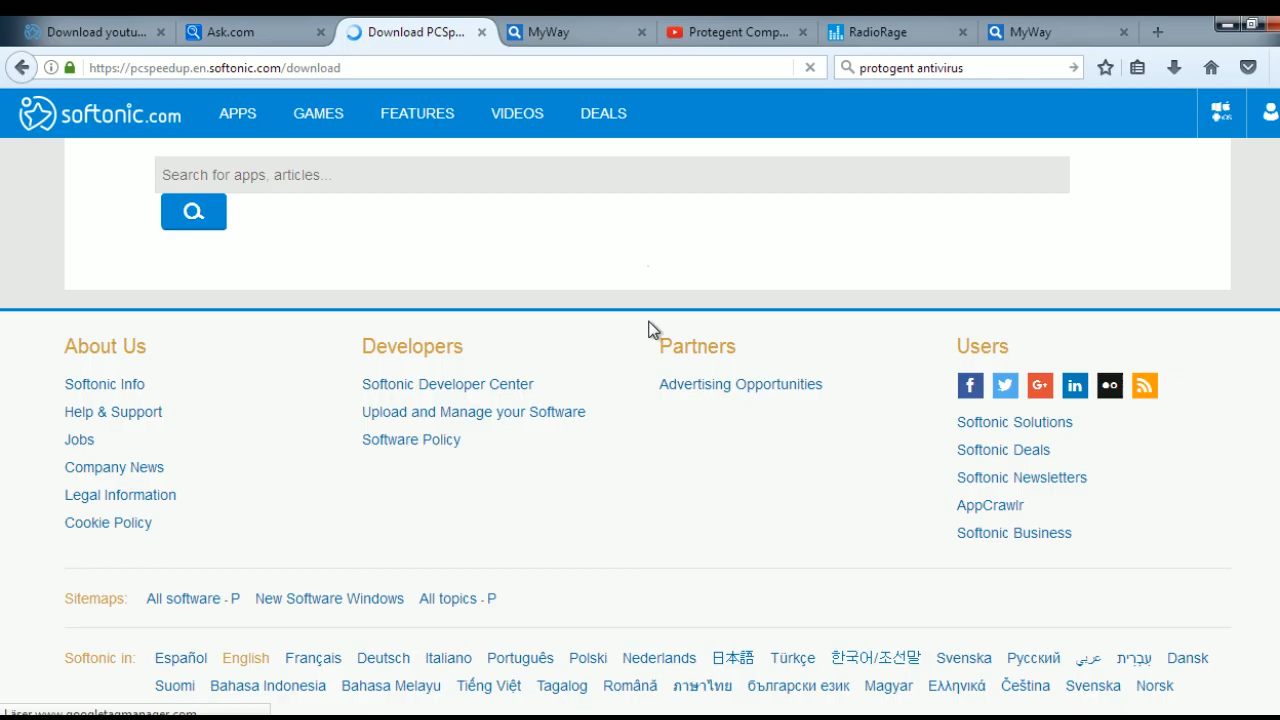 Download youtu... Ask.com Download PCSp... MyWay Protegent Comp... RadioRage MyWay
https://pcspeedup.en.softonic.com/download protogent antivirus
softonic.com APPS GAMES FEATURES VIDEOS DEALS
Search for apps, articles...
About Us
Softonic Info
Help & Support
Jobs
Company News
Legal Information
Cookie Policy
Developers
Softonic Developer Center
Upload and Manage your Software
Software Policy
Partners
Advertising Opportunities
Users
Softonic Solutions
Softonic Deals
Softonic Newsletters
AppCrawlr
Softonic Business
Sitemaps: All software - P New Software Windows All topics - P
Softonic in: Español English Français Deutsch Italiano Português Polski Nederlands 日本語 Türkçe 한국어/조선말 Svenska Русский عربي עִבְרִית Dansk
Suomi Bahasa Indonesia Bahasa Melayu Tiếng Việt Tagalog Română ภาษาไทย български език Magyar Ελληνικά Čeština Svenska Norsk
Läser www.googletagmanager.com